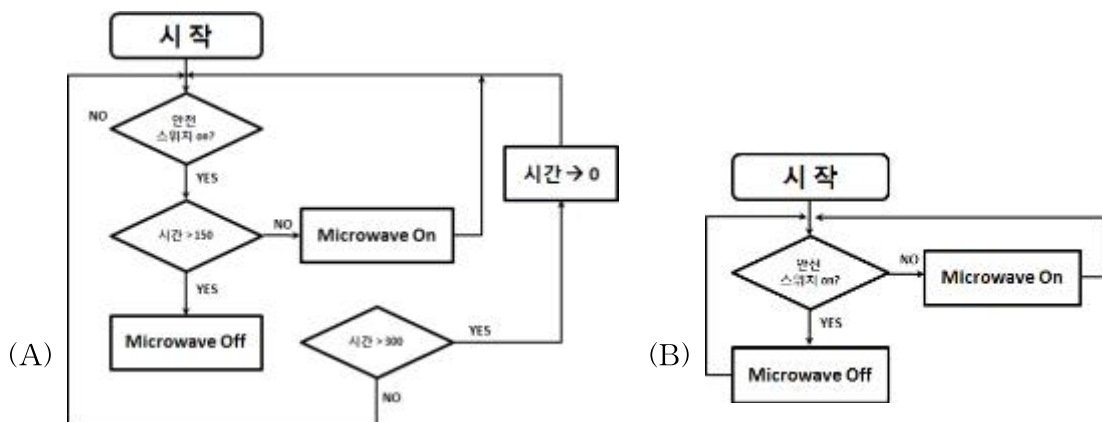 시 작
NO
안전
스위치 on?
YES
시간 → 0
시간 > 150
NO
Microwave On
YES
Microwave Off
시간 > 300
YES
NO
(A)
시 작
안전
스위치 on?
NO
Microwave On
YES
Microwave Off
(B)